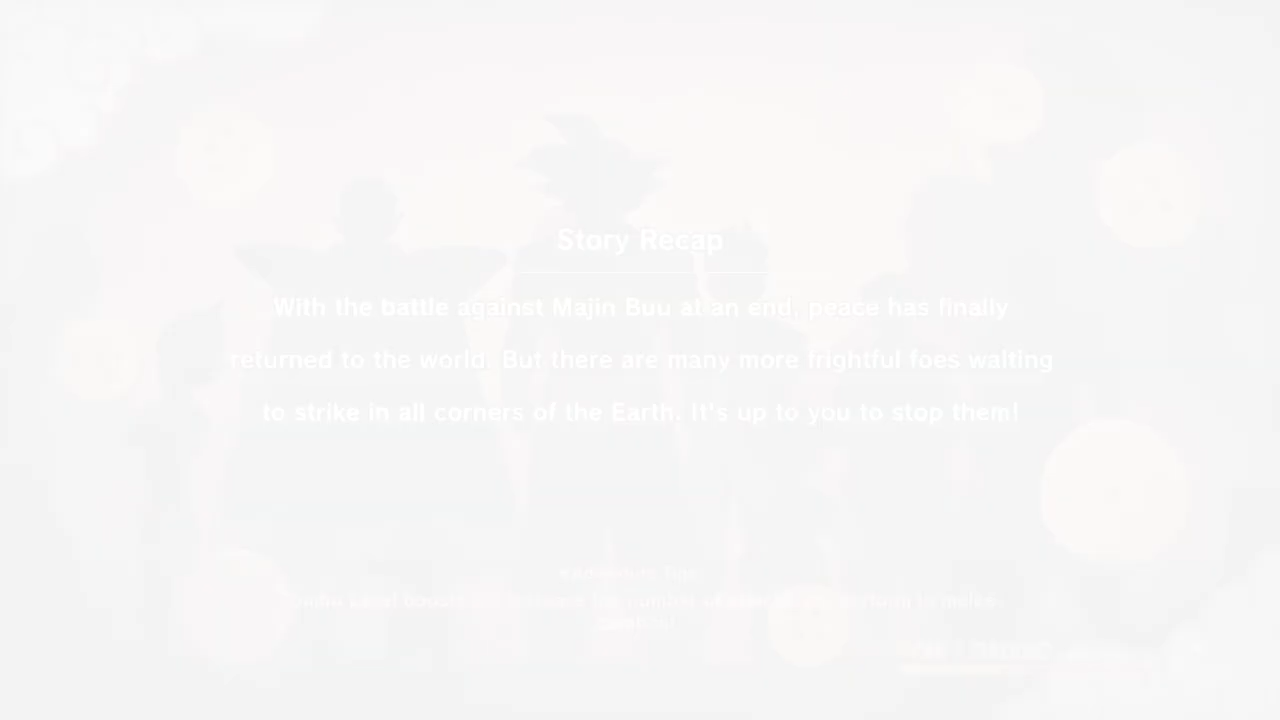 Story Recap
With the battle against Majin Buu at an end, peace has finally
returned to the world. But there are many more frightful foes waiting
to strike in all corners of the Earth. It's up to you to stop them!
boosts number